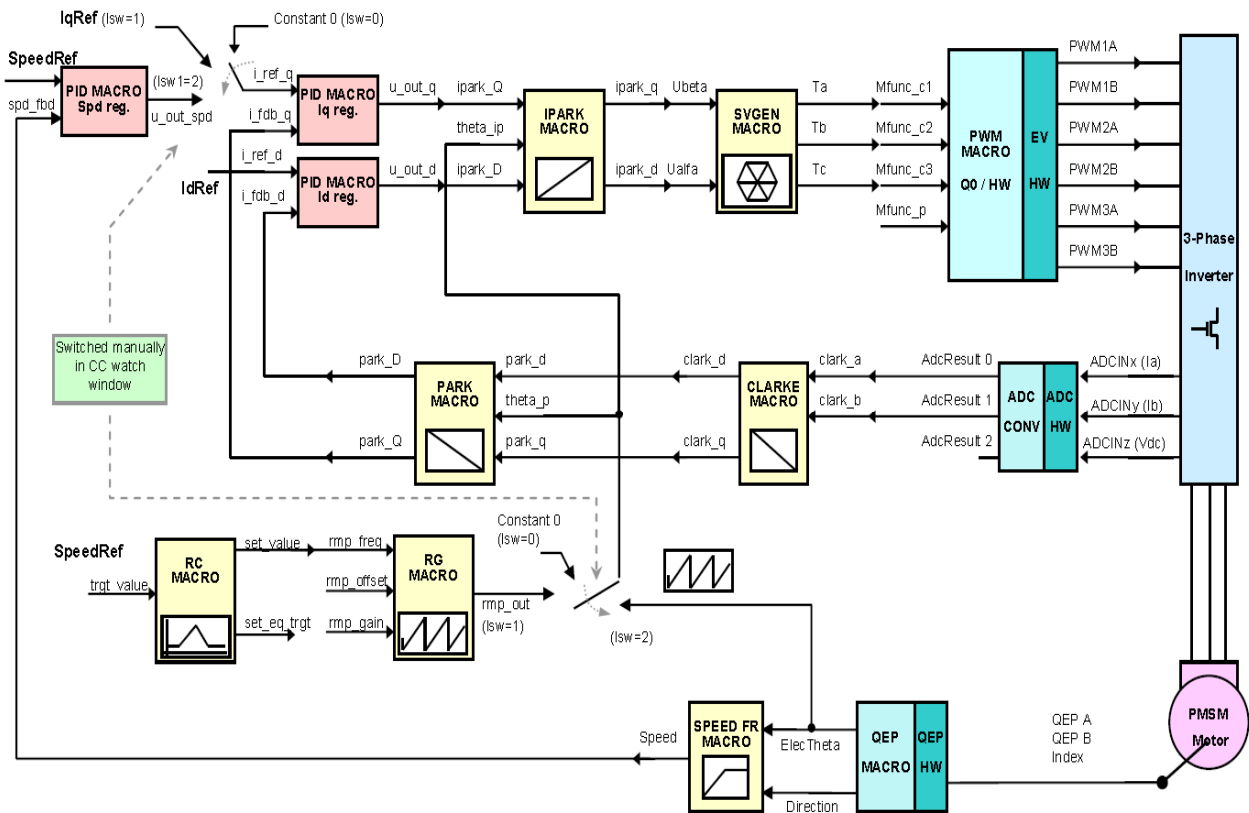 IqRef (Isw=1)
Constant 0 (Isw=0)
SpeedRef
PID MACRO
Spd reg.
(Isw1=2)
spd_fbd
u_out_spd
i_ref_q
i_fdb_q
PID MACRO
Iq reg.
u_out_q
ipark_Q
theta_ip
i_ref_d
IdRef
i_fdb_d
PID MACRO
Id reg.
u_out_d
ipark_D
IPARK
MACRO
ipark_q
Ubeta
ipark_d
Ualfa
SVGEN
MACRO
Ta
Tb
Tc
Mfunc_c1
Mfunc_c2
Mfunc_c3
Mfunc_p
PWM
MACRO
Q0 / HW
EV
HW
PWM1A
PWM1B
PWM2A
PWM2B
PWM3A
PWM3B
3-Phase
Inverter
Switched manually
in CC watch
window
park_D
park_Q
PARK
MACRO
park_d
theta_p
park_q
clark_d
clark_q
CLARKE
MACRO
clark_a
clark_b
AdcResult 0
AdcResult 1
AdcResult 2
ADC
CONV
ADC
HW
ADCINx (Ia)
ADCINy (Ib)
ADCINz (Vdc)
SpeedRef
trgt_value
RC
MACRO
set_value
set_eq_trgt
rmp_freq
rmp_offset
rmp_gain
RG
MACRO
rmp_out
(Isw=1)
Constant 0
(Isw=0)
(Isw=2)
Speed
SPEED FR
MACRO
ElecTheta
Direction
QEP
MACRO
QEP
HW
QEP A
QEP B
Index
PMSM
Motor